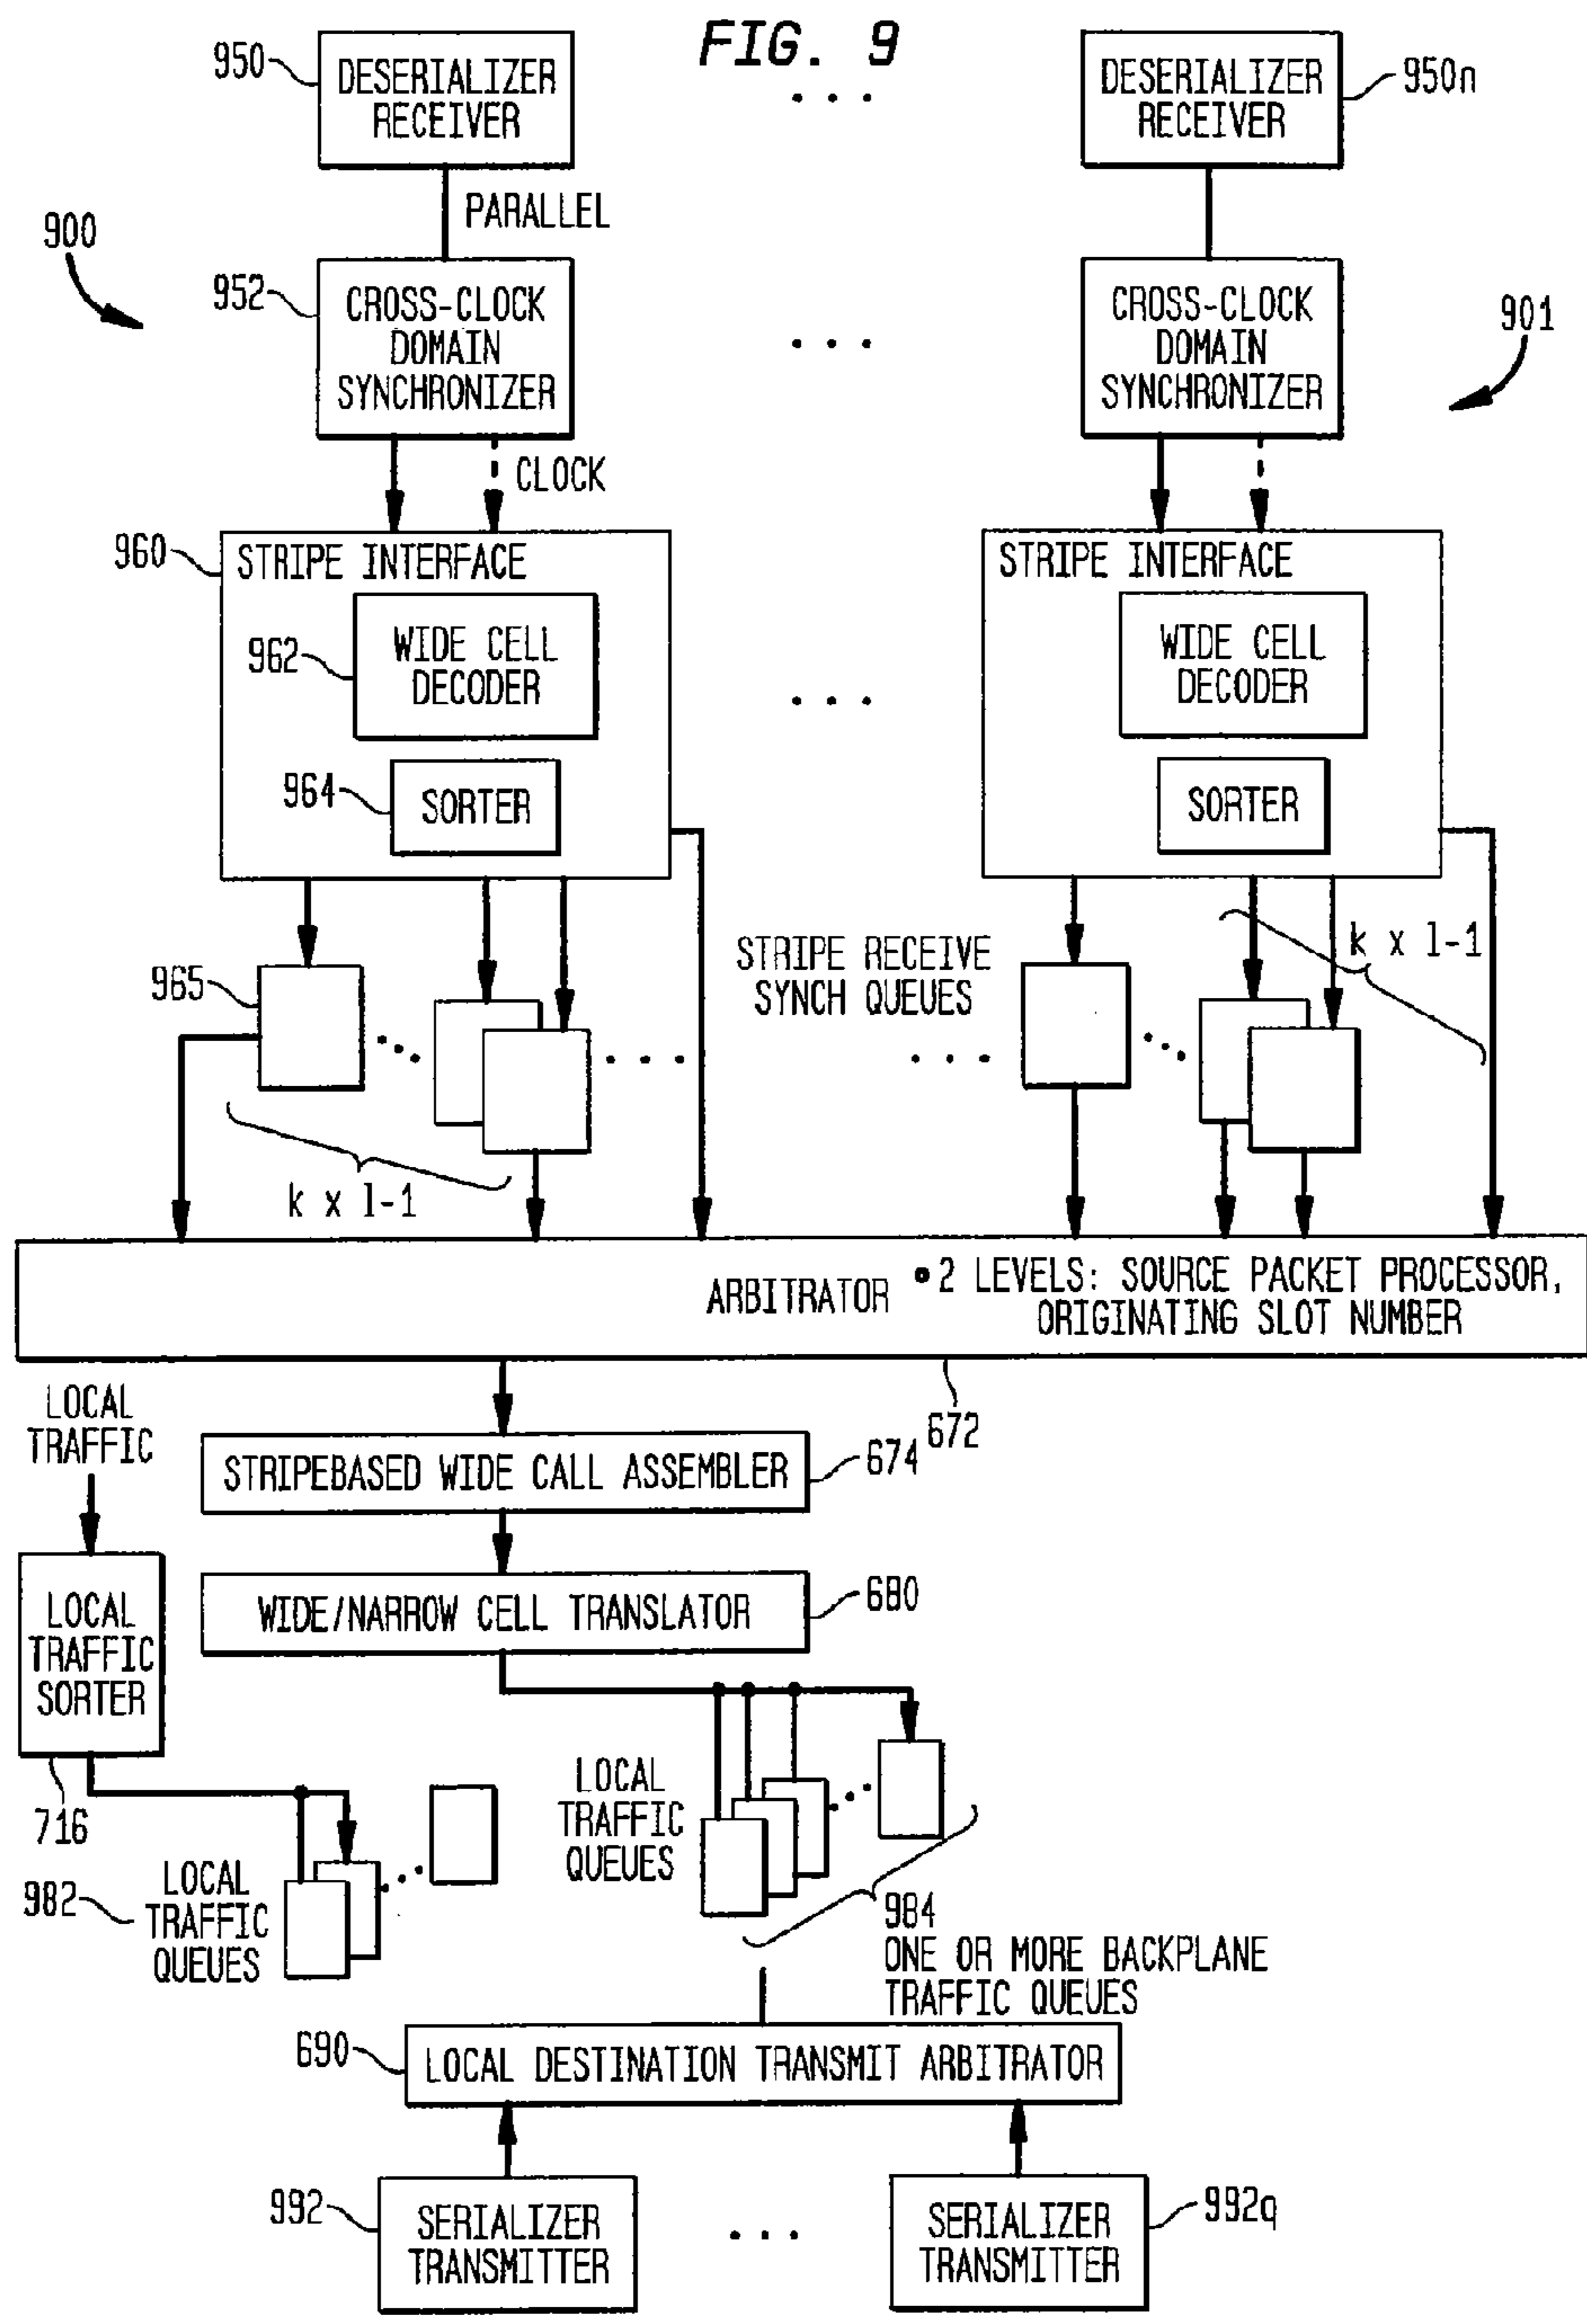 FIG. 9
950
DESERIALIZER
RECEIVER
DESERIALIZER
RECEIVER
950n
PARALLEL
900
901
952
CROSS-CLOCK
DOMAIN
SYNCHRONIZER
CROSS-CLOCK
DOMAIN
SYNCHRONIZER
CLOCK
960
STRIPE INTERFACE
STRIPE INTERFACE
962
WIDE CELL
DECODER
WIDE CELL
DECODER
964
SORTER
SORTER
965
STRIPE RECEIVE
SYNCH QUEUES
k x l-1
k x l-1
ARBITRATOR
•2 LEVELS: SOURCE PACKET PROCESSOR,
ORIGINATING SLOT NUMBER
672
LOCAL
TRAFFIC
STRIPEBASED WIDE CALL ASSEMBLER
674
WIDE/NARROW CELL TRANSLATOR
680
LOCAL
TRAFFIC
SORTER
716
LOCAL
TRAFFIC
QUEUES
982
LOCAL
TRAFFIC
QUEUES
984
ONE OR MORE BACKPLANE
TRAFFIC QUEUES
690
LOCAL DESTINATION TRANSMIT ARBITRATOR
992
SERIALIZER
TRANSMITTER
SERIALIZER
TRANSMITTER
992q